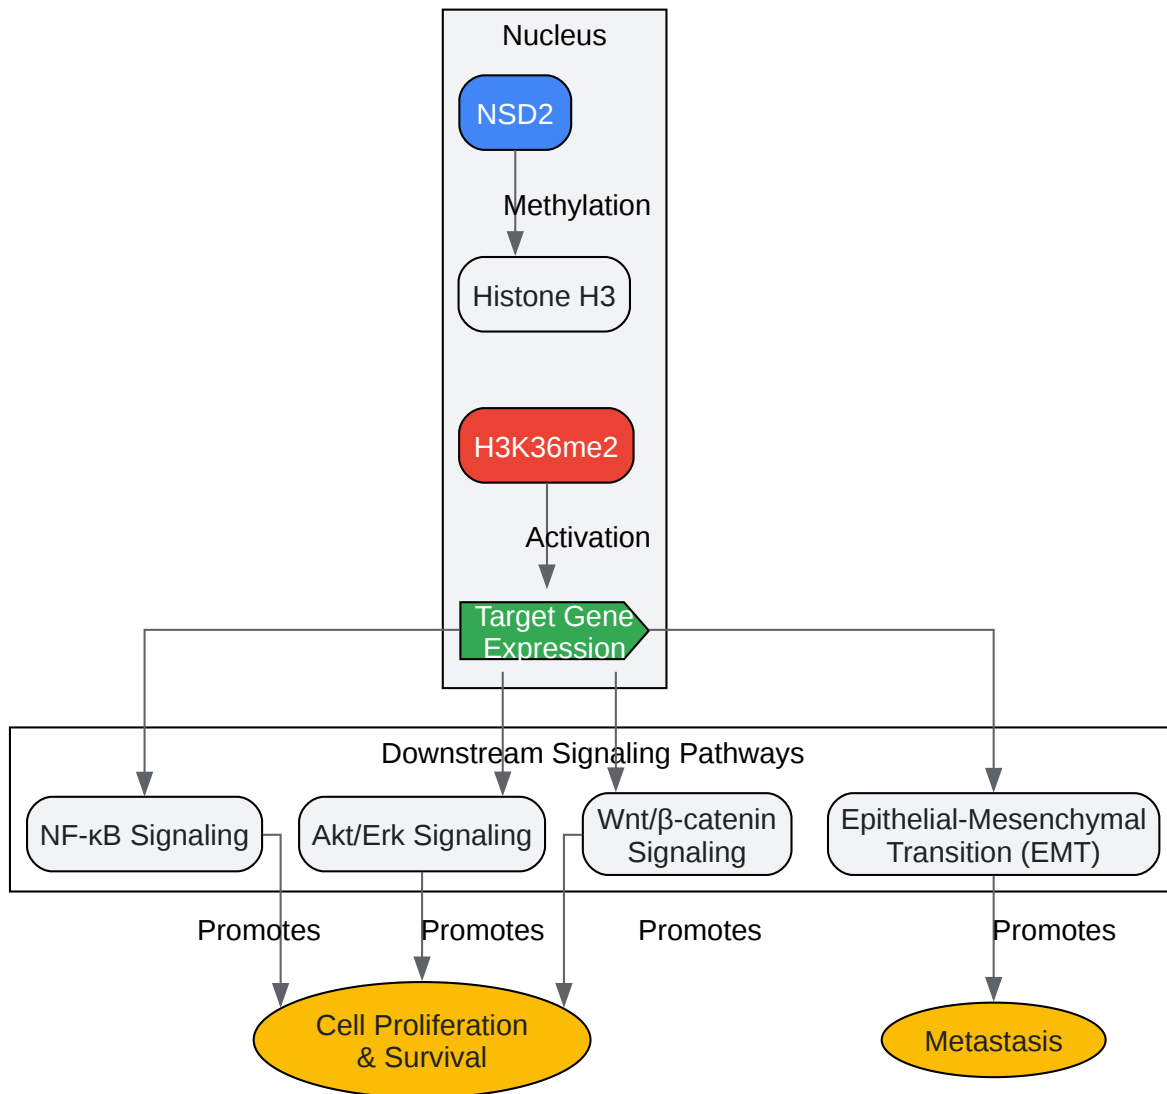 Nucleus
NSD2
Methylation
Histone H3
H3K36me2
Activation
Target Gene
Expression
Downstream Signaling Pathways
NF-κB Signaling
Akt/Erk Signaling
Wnt/β-catenin
Signaling
Epithelial-Mesenchymal
Transition (EMT)
Promotes
Promotes
Promotes
Promotes
Cell Proliferation
& Survival
Metastasis